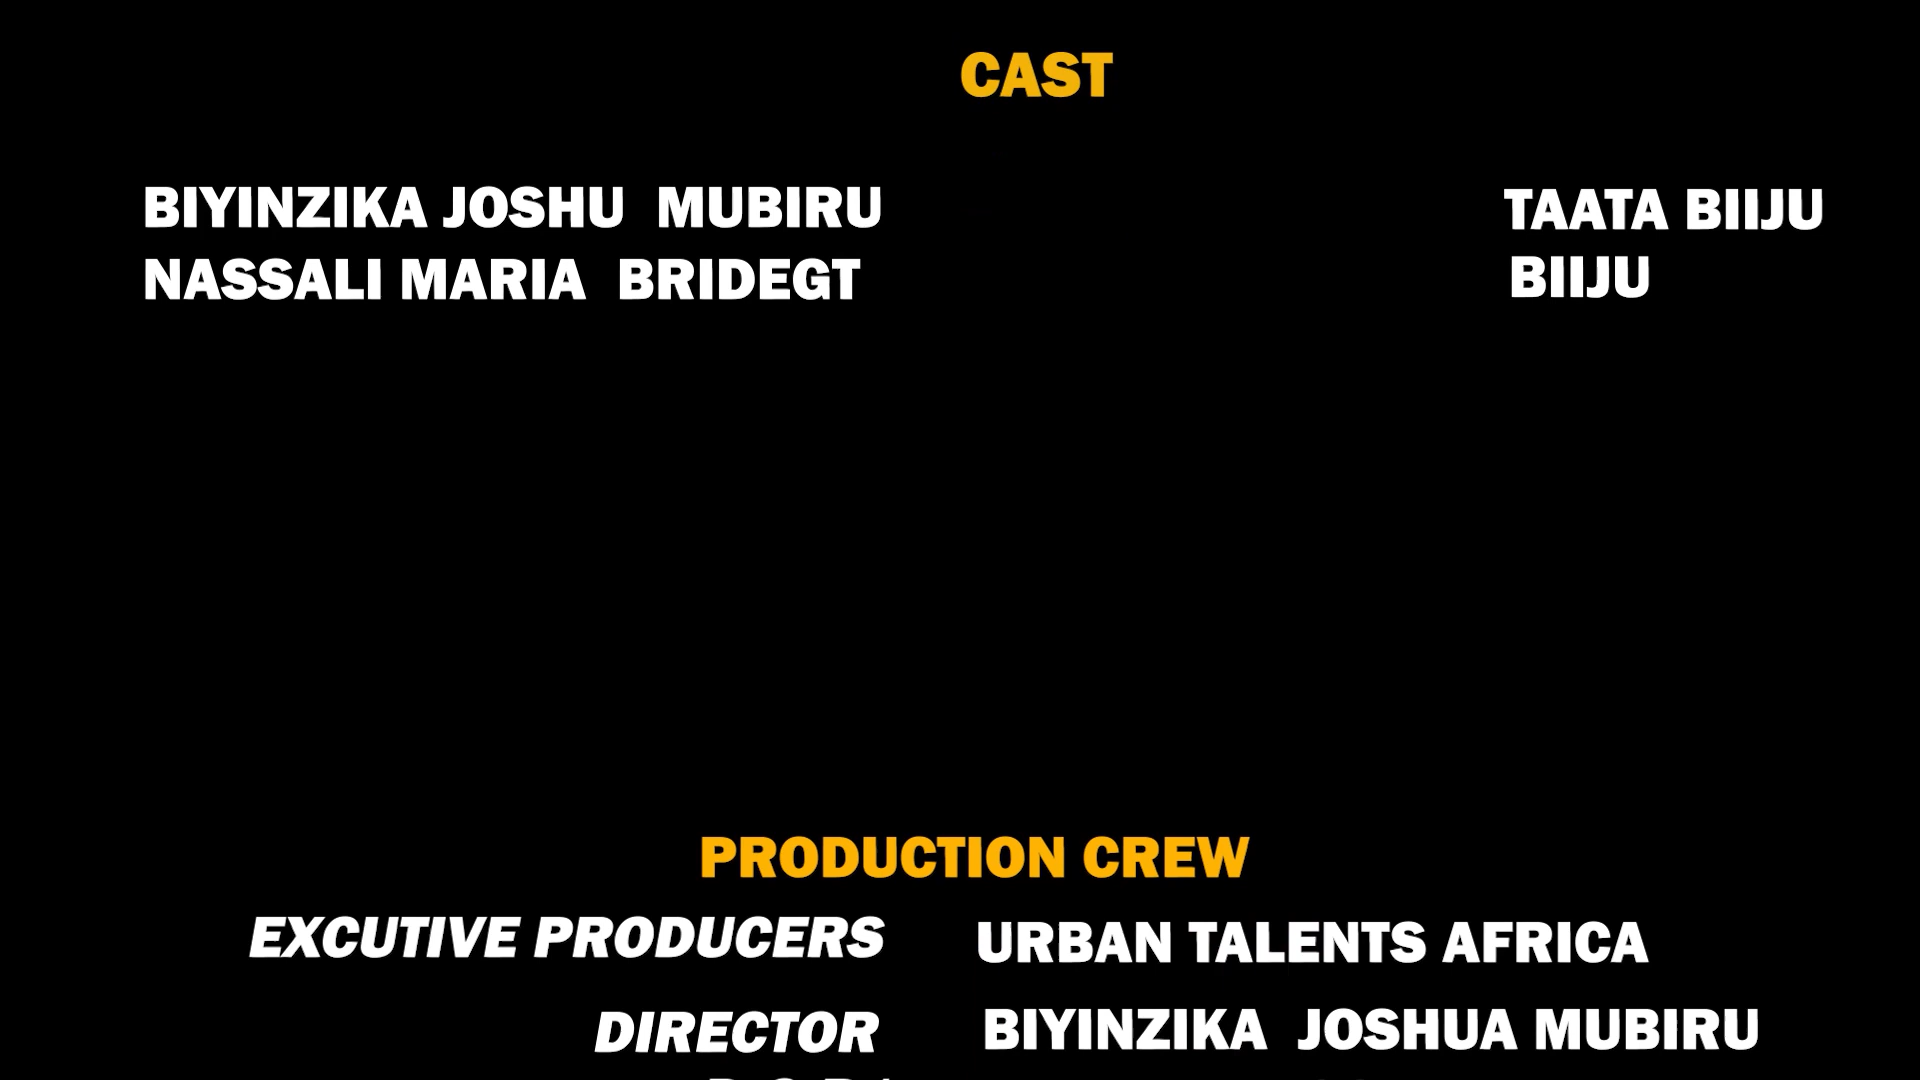 CAST
BIYINZIKA JOSHU MUBIRU TAATA BIIJU
NASSALI MARIA BRIDEGT BIIJU
PRODUCTION CREW
EXCUTIVE PRODUCERS URBAN TALENTS AFRICA
DIRECTOR BIYINZIKA JOSHUA MUBIRU